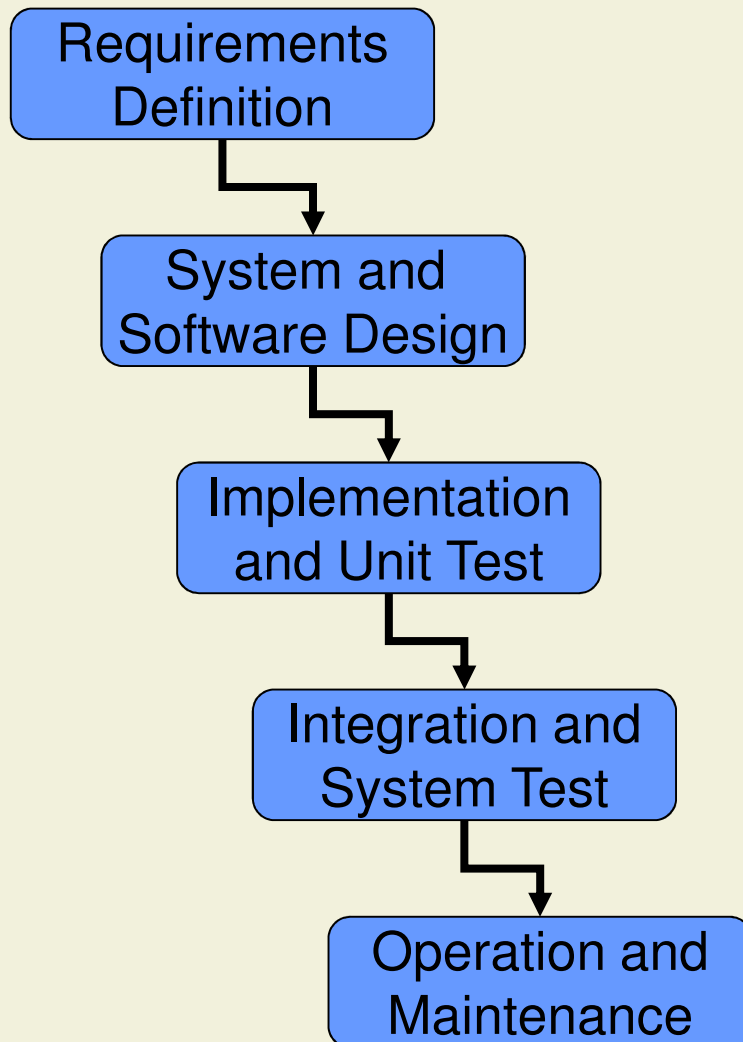 Requirements
Definition
System and
Software Design
Implementation
and Unit Test
Integration and
System Test
Operation and
Maintenance